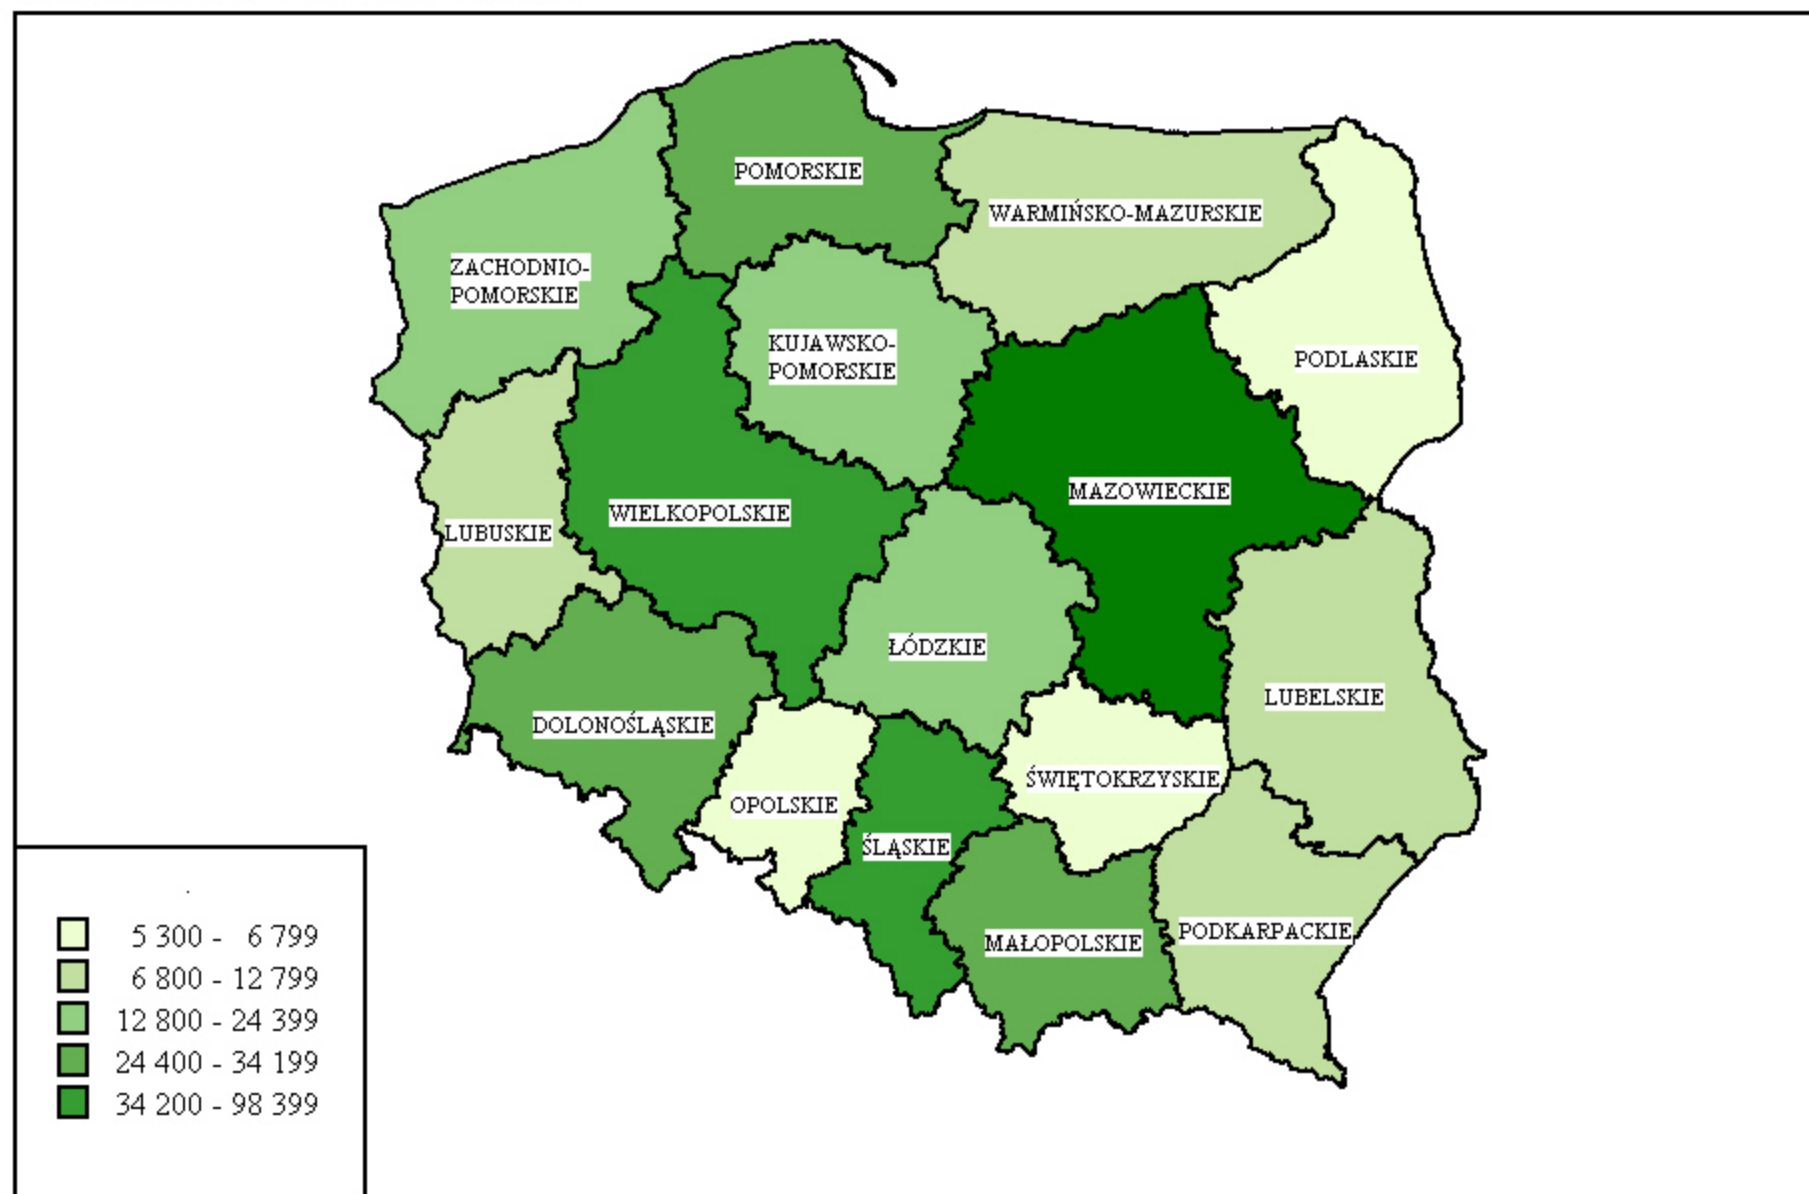 POMORSKIE
WARMIŃSKO-MAZURSKIE
ZACHODNIO-
POMORSKIE
KUJAWSKO-
POMORSKIE
PODLASKIE
MAZOWIECKIE
WIELKOPOLSKIE
LUBUSKIE
ŁÓDZKIE
LUBELSKIE
DOLONOŚLĄSKIE
ŚWIĘTOKRZYSKIE
OPOLSKIE
ŚLĄSKIE
PODKARPACKIE
MAŁOPOLSKIE
5 300 - 6 799
6 800 - 12 799
12 800 - 24 399
24 400 - 34 199
34 200 - 98 399